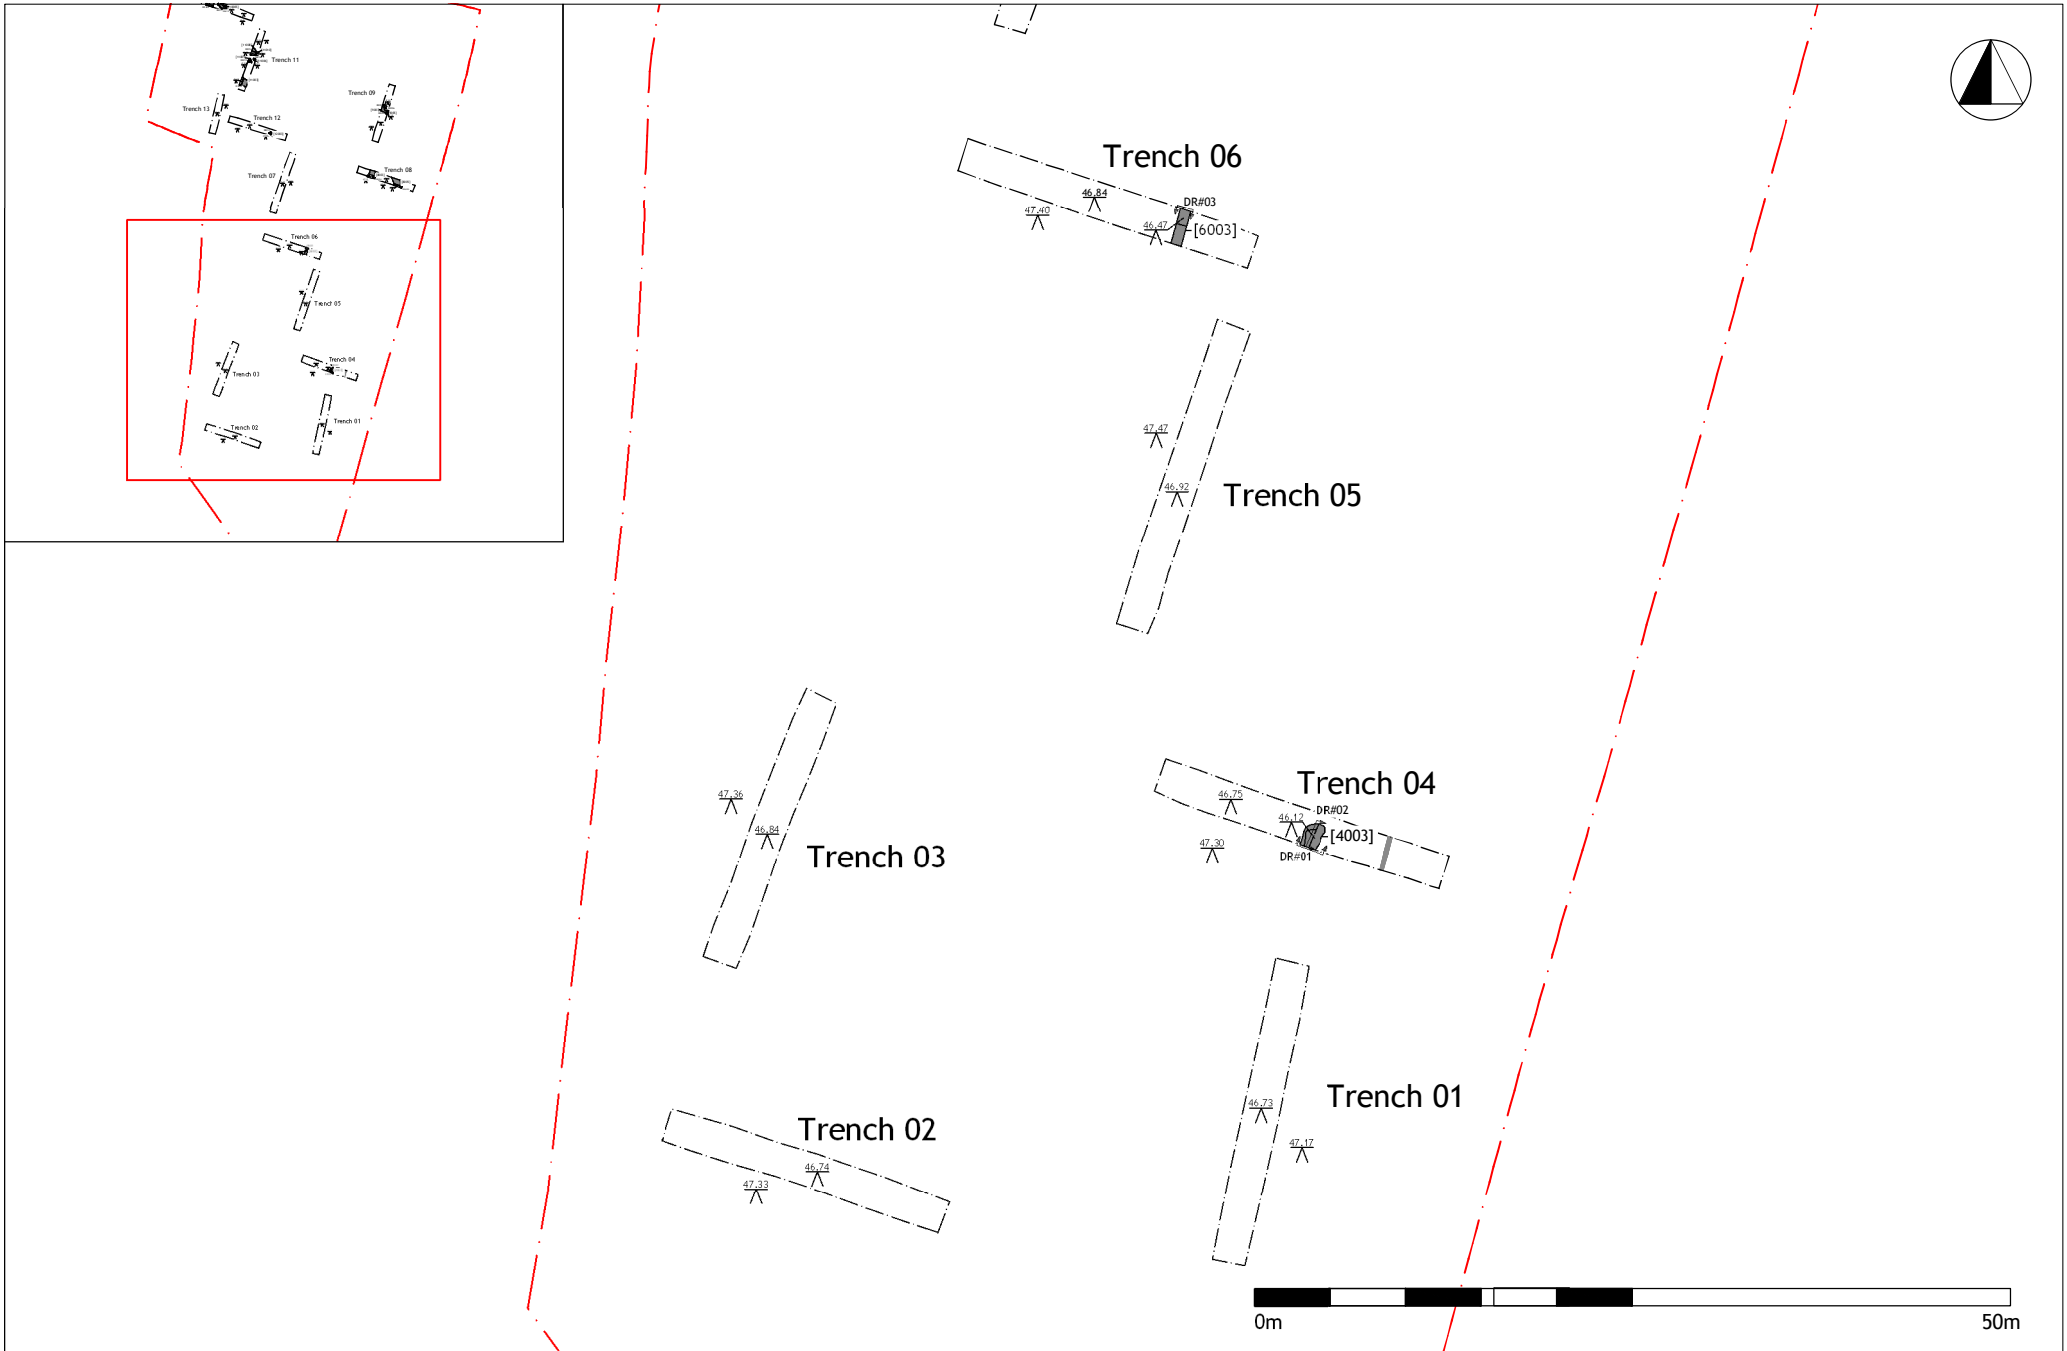 Trench 11
Trench 09
Trench 13
Trench 12
Trench 08
Trench 07
Trench 06
Trench 05
Trench 04
Trench 03
Trench 01
Trench 02
Trench 06
46.84
47.40
DR#03
46.47
[6003]
47.47
46.92
Trench 05
Trench 04
47.36
46.75
DR#02
46.84
46.12
[4003]
47.30
DR#01
Trench 03
Trench 01
46.73
Trench 02
47.17
46.74
47.33
0m
50m